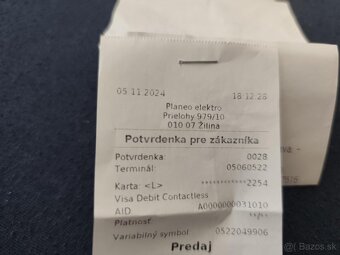 05.11.2024 18:12:28
Planeo elektro
Prielohy 979/10
010 07 Žilina
Potvrdenka pre zákazníka
Potvrdenka: 0028
Terminál: 05060522
Karta: <L> ************2254
Visa Debit Contactless
AID A0000000031010
Platnosť **/**
Variabilný symbol 0522049906
Predaj
© Bazos.sk